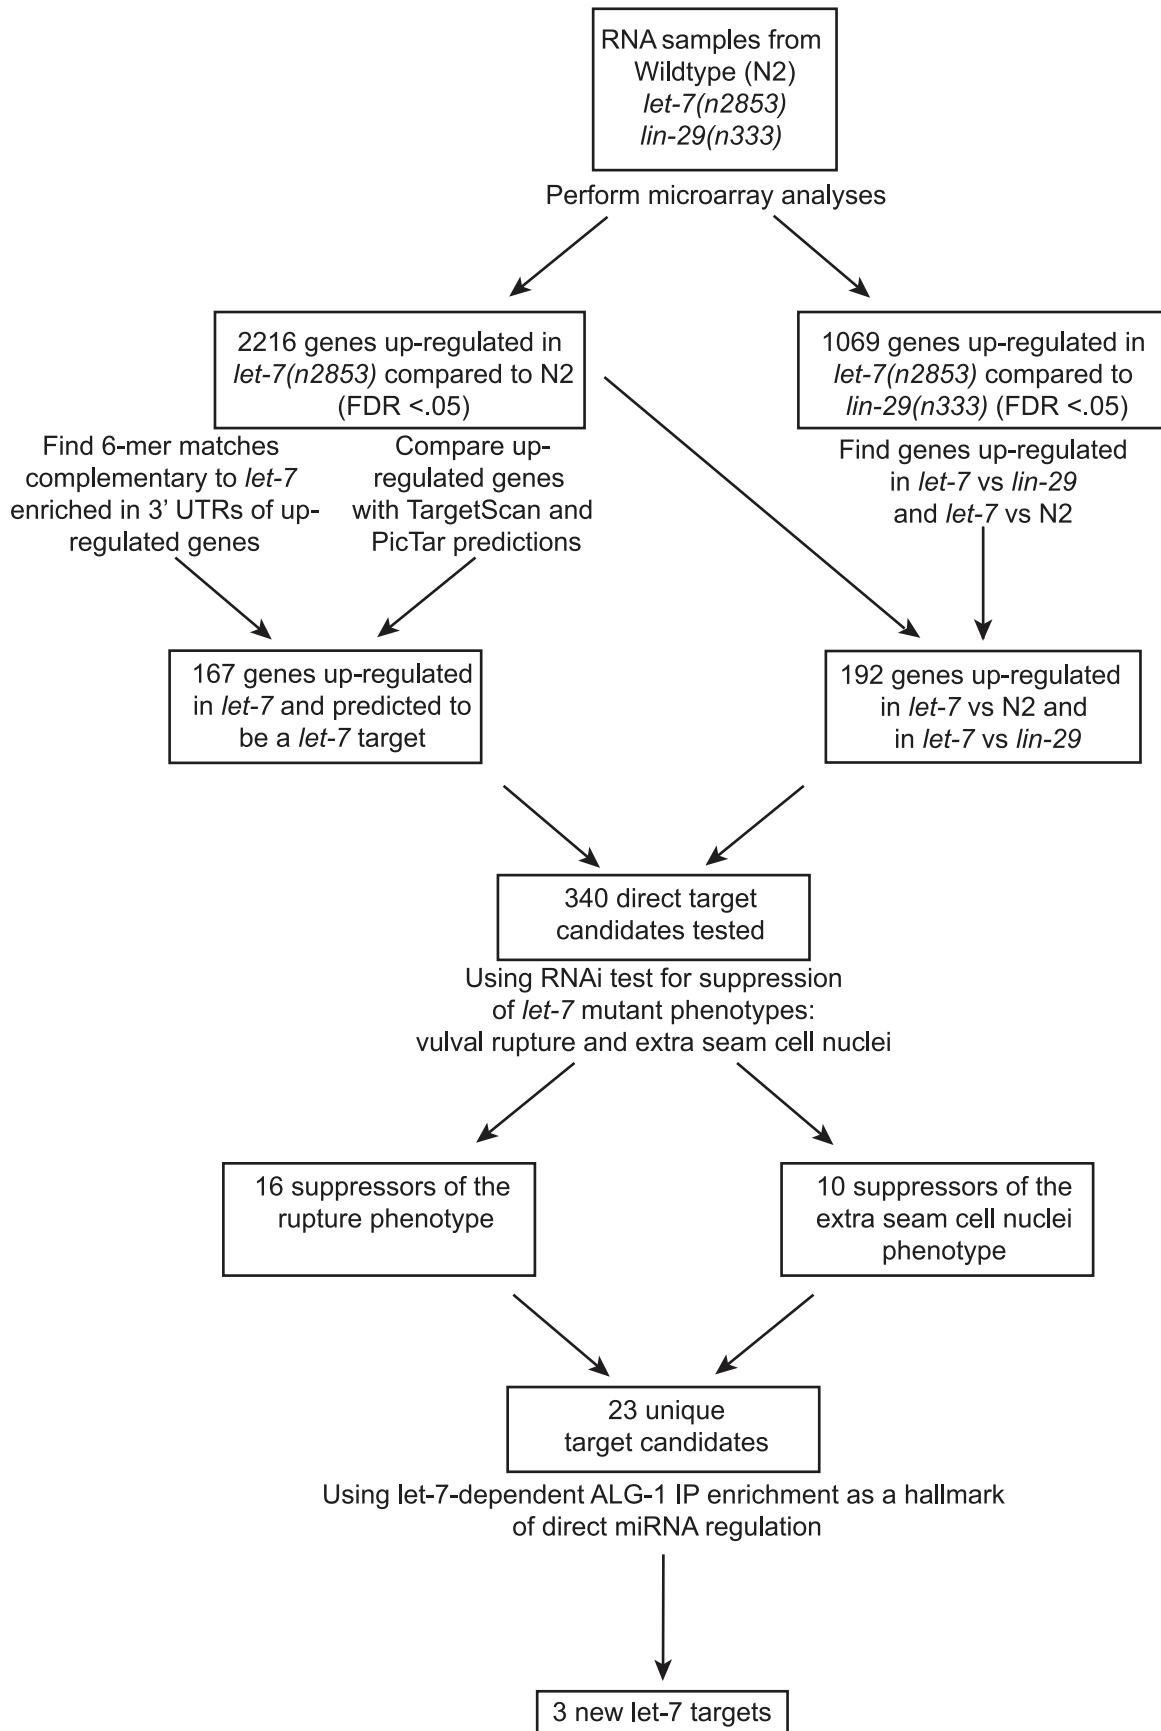 RNA samples from
Wildtype (N2)
let-7(n2853)
lin-29(n333)
Perform microarray analyses
2216 genes up-regulated in
let-7(n2853) compared to N2
(FDR <.05)
1069 genes up-regulated in
let-7(n2853) compared to
lin-29(n333) (FDR <.05)
Find 6-mer matches
complementary to let-7
enriched in 3' UTRs of up-
regulated genes
Compare up-
regulated genes
with TargetScan and
PicTar predictions
Find genes up-regulated
in let-7 vs lin-29
and let-7 vs N2
167 genes up-regulated
in let-7 and predicted to
be a let-7 target
192 genes up-regulated
in let-7 vs N2 and
in let-7 vs lin-29
340 direct target
candidates tested
Using RNAi test for suppression
of let-7 mutant phenotypes:
vulval rupture and extra seam cell nuclei
16 suppressors of the
rupture phenotype
10 suppressors of the
extra seam cell nuclei
phenotype
23 unique
target candidates
Using let-7-dependent ALG-1 IP enrichment as a hallmark
of direct miRNA regulation
3 new let-7 targets